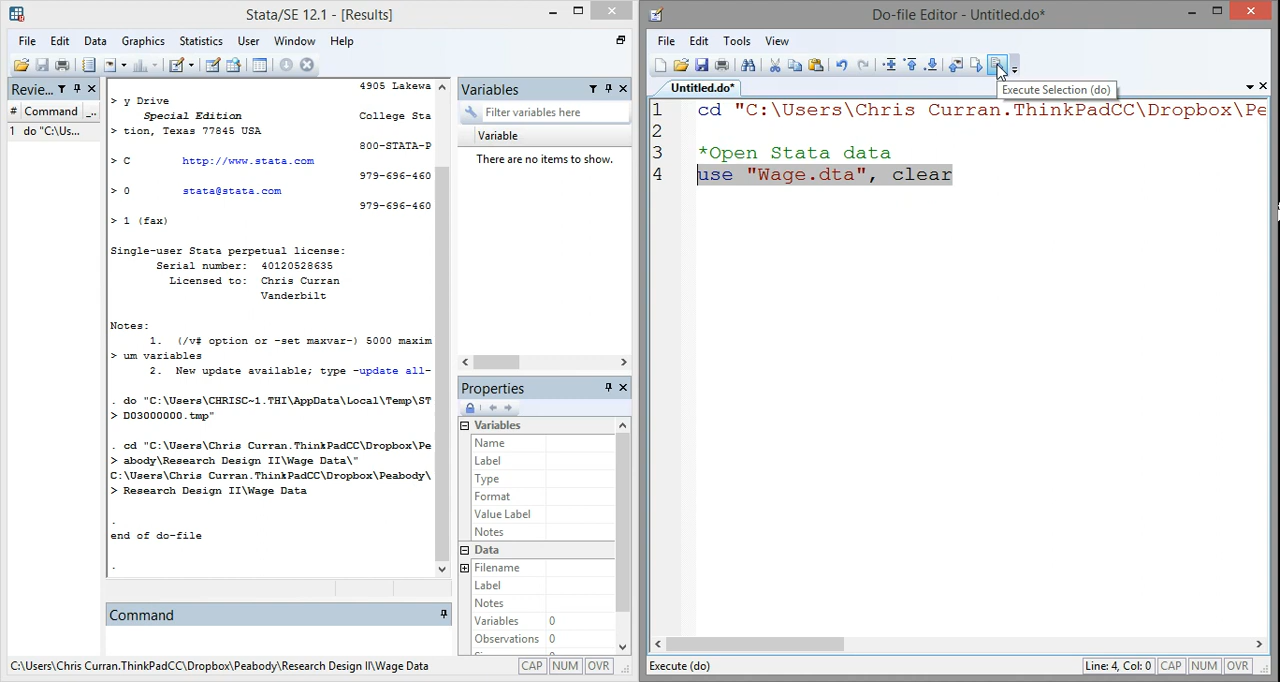 Stata/SE 12.1 - [Results]
File Edit Data Graphics Statistics User Window Help
Revie...
# Command ...
1 do "C:\Us...
4905 Lakewa
> y Drive
Special Edition College Sta
> tion, Texas 77845 USA
800-STATA-P
> C http://www.stata.com
979-696-460
> 0 stata@stata.com
979-696-460
> 1 (fax)
Single-user Stata perpetual license:
Serial number: 40120528635
Licensed to: Chris Curran
Vanderbilt
Notes:
1. (/v# option or -set maxvar-) 5000 maxim
> um variables
2. New update available; type -update all-
. do "C:\Users\CHRISC~1.THI\AppData\Local\Temp\ST
> D03000000.tmp"
. cd "C:\Users\Chris Curran.ThinkPadCC\Dropbox\Pe
> abody\Research Design II\Wage Data\"
C:\Users\Chris Curran.ThinkPadCC\Dropbox\Peabody\
> Research Design II\Wage Data
.
end of do-file
.
Command
Variables
Filter variables here
Variable
There are no items to show.
Properties
Variables
Name
Label
Type
Format
Value Label
Notes
Data
Filename
Label
Notes
Variables 0
Observations 0
C:\Users\Chris Curran.ThinkPadCC\Dropbox\Peabody\Research Design II\Wage Data CAP NUM OVR
Do-file Editor - Untitled.do*
File Edit Tools View
Execute Selection (do)
Untitled.do*
1 cd "C:\Users\Chris Curran.ThinkPadCC\Dropbox\Pe
2
3 *Open Stata data
4 use "Wage.dta", clear
Execute (do) Line: 4, Col: 0 CAP NUM OVR